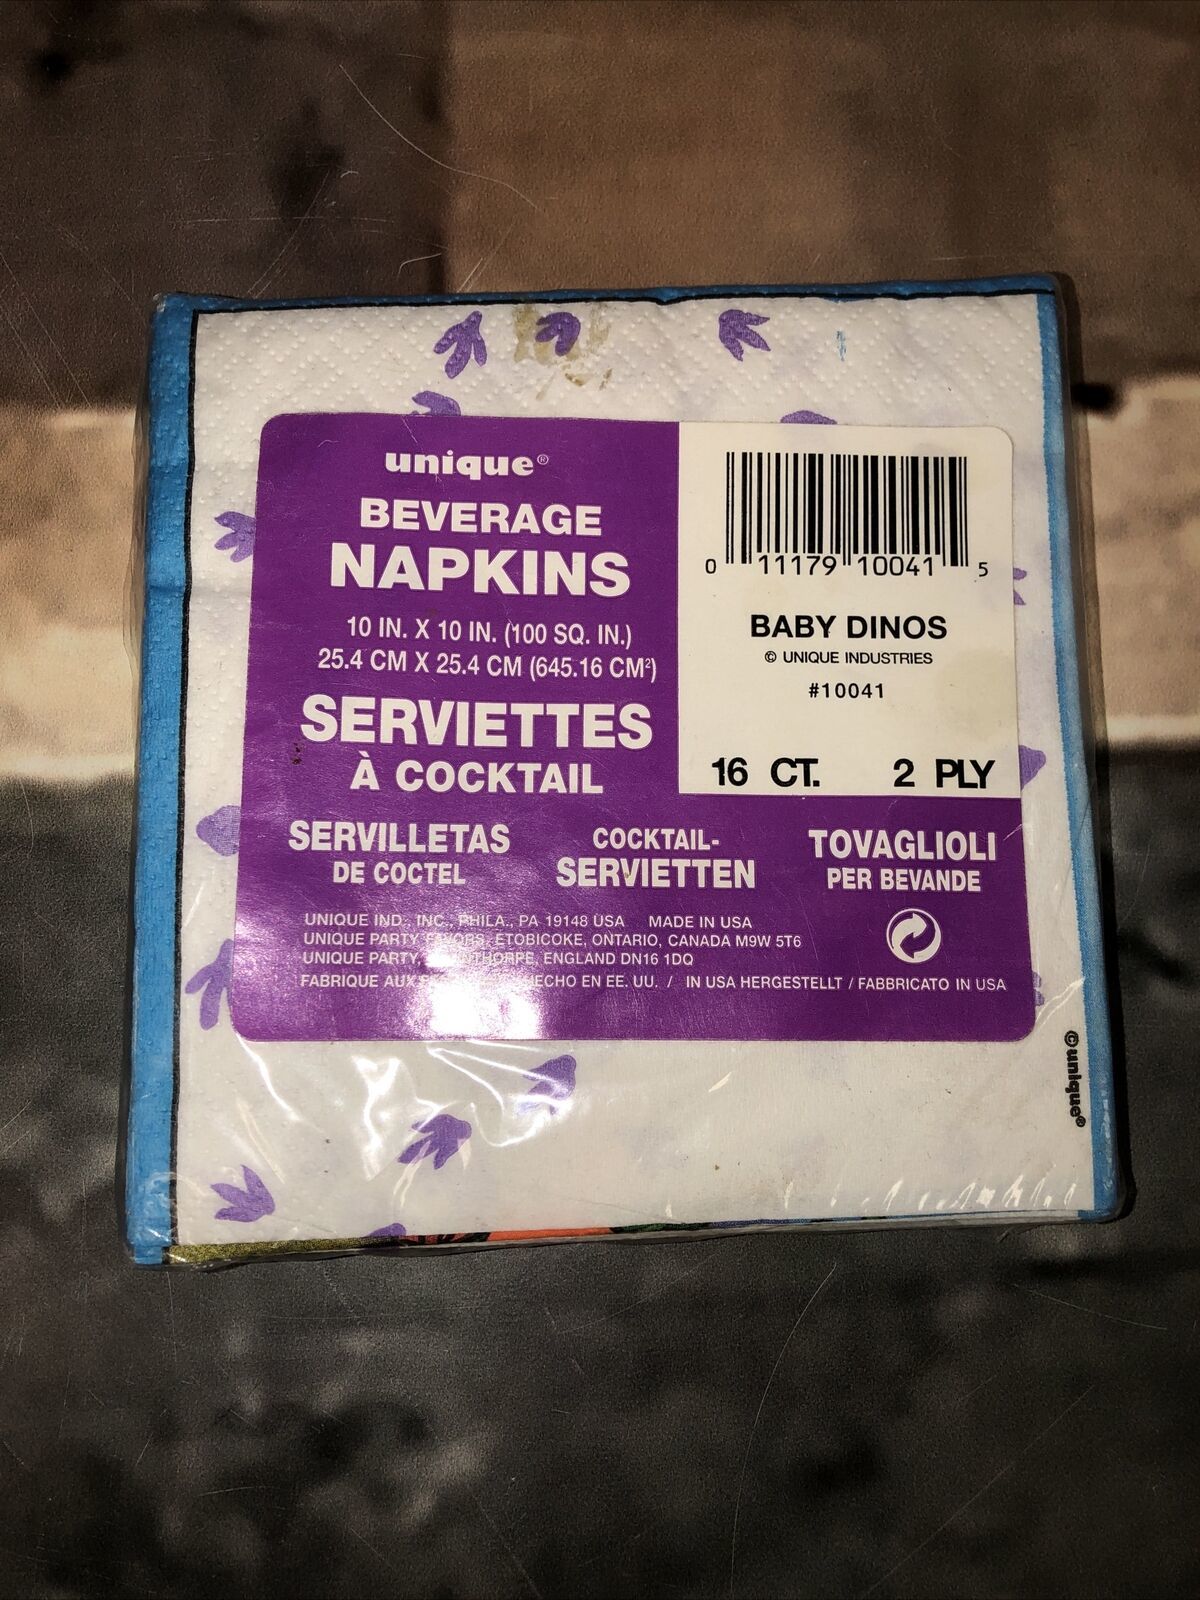 unique®
BEVERAGE
NAPKINS
10 IN. X 10 IN. (100 SQ. IN.)
25.4 CM X 25.4 CM (645.16 CM²)
SERVIETTES
À COCKTAIL
0 11179 10041 5
BABY DINOS
© UNIQUE INDUSTRIES
#10041
16 CT. 2 PLY
SERVILLETAS
DE COCTEL
COCKTAIL-
SERVIETTEN
TOVAGLIOLI
PER BEVANDE
UNIQUE IND., INC., PHILA., PA 19148 USA MADE IN USA
UNIQUE PARTY FAVORS, ETOBICOKE, ONTARIO, CANADA M9W 5T6
UNIQUE PARTY, ENGLAND DN16 1DQ
FABRIQUE AUX EN EE. UU. / IN USA HERGESTELLT / FABBRICATO IN USA
©unique®